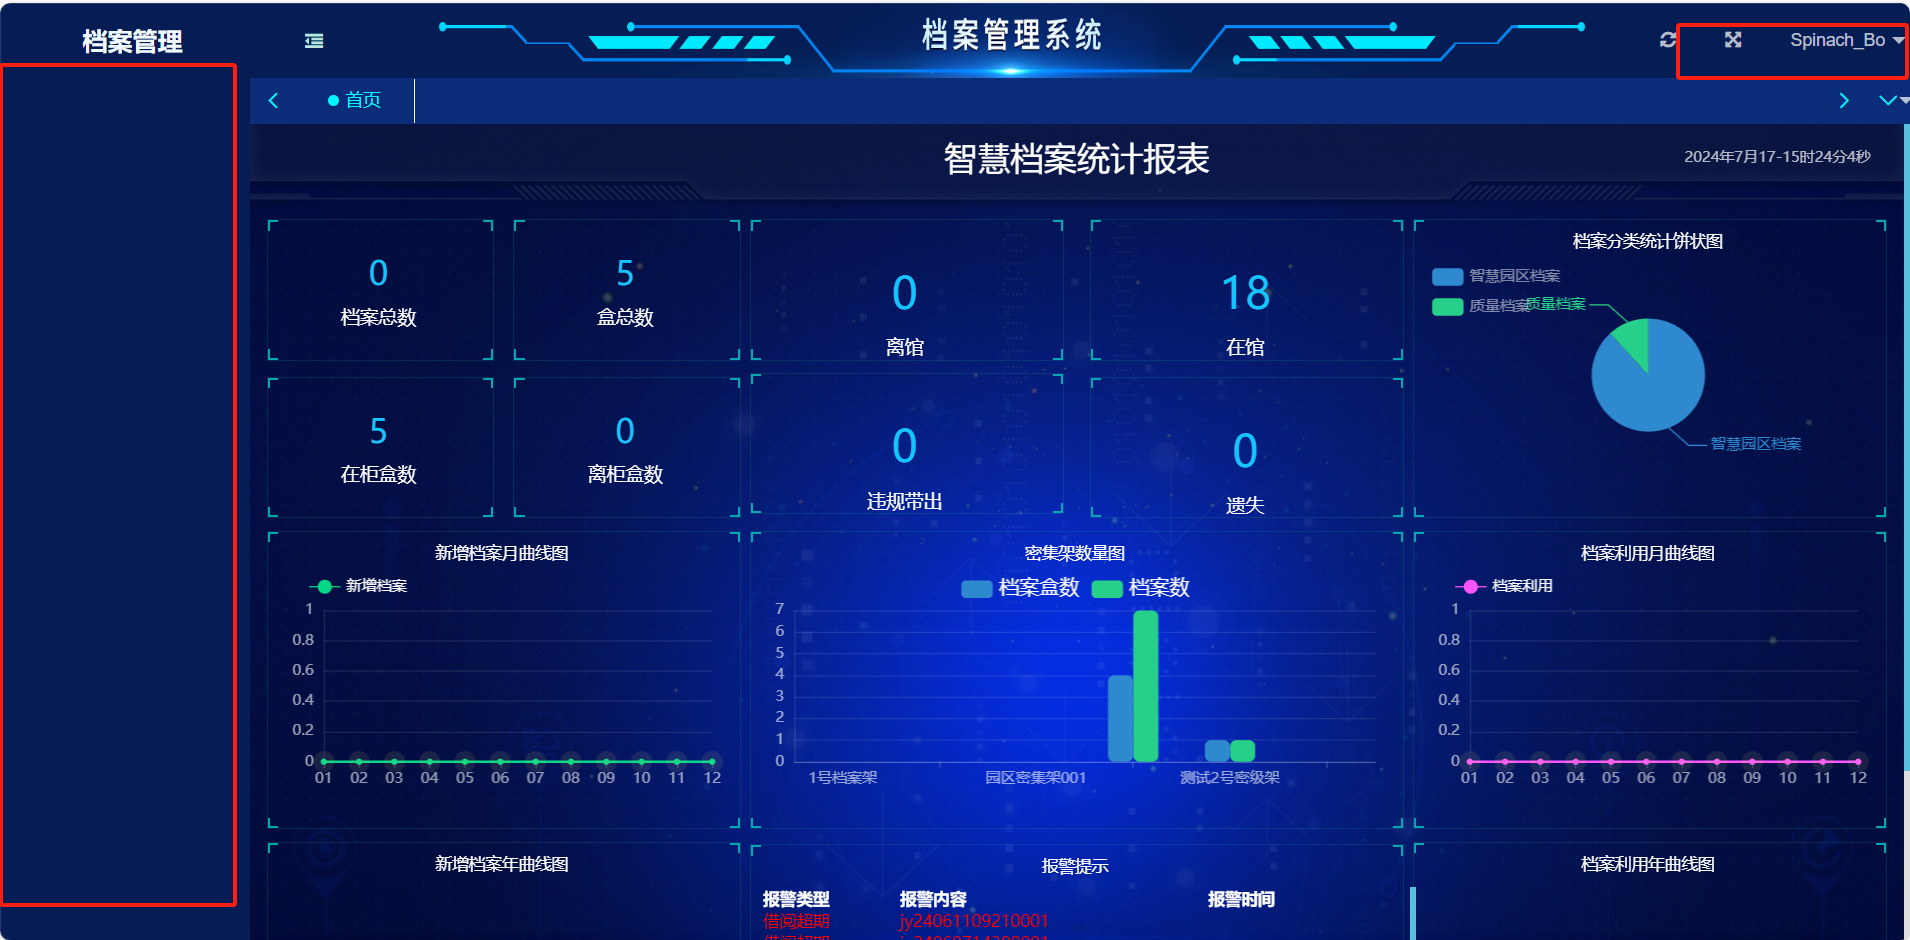 档案管理
档案管理系统
Spinach_Bo
首页
智慧档案统计报表
2024年7月17-15时24分4秒
0
档案总数
5
盒总数
0
离馆
18
在馆
5
在柜盒数
0
离柜盒数
0
违规带出
0
遗失
档案分类统计饼状图
智慧园区档案
质量档案
质量档案
智慧园区档案
新增档案月曲线图
新增档案
1
0.8
0.6
0.4
0.2
0
01 02 03 04 05 06 07 08 09 10 11 12
密集架数量图
档案盒数 档案数
7
6
5
4
3
2
1
0
1号档案架 园区密集架001 测试2号密级架
档案利用月曲线图
档案利用
1
0.8
0.6
0.4
0.2
0
01 02 03 04 05 06 07 08 09 10 11 12
新增档案年曲线图
报警提示
报警类型 报警内容 报警时间
借阅超期 jy24061109210001
档案利用年曲线图